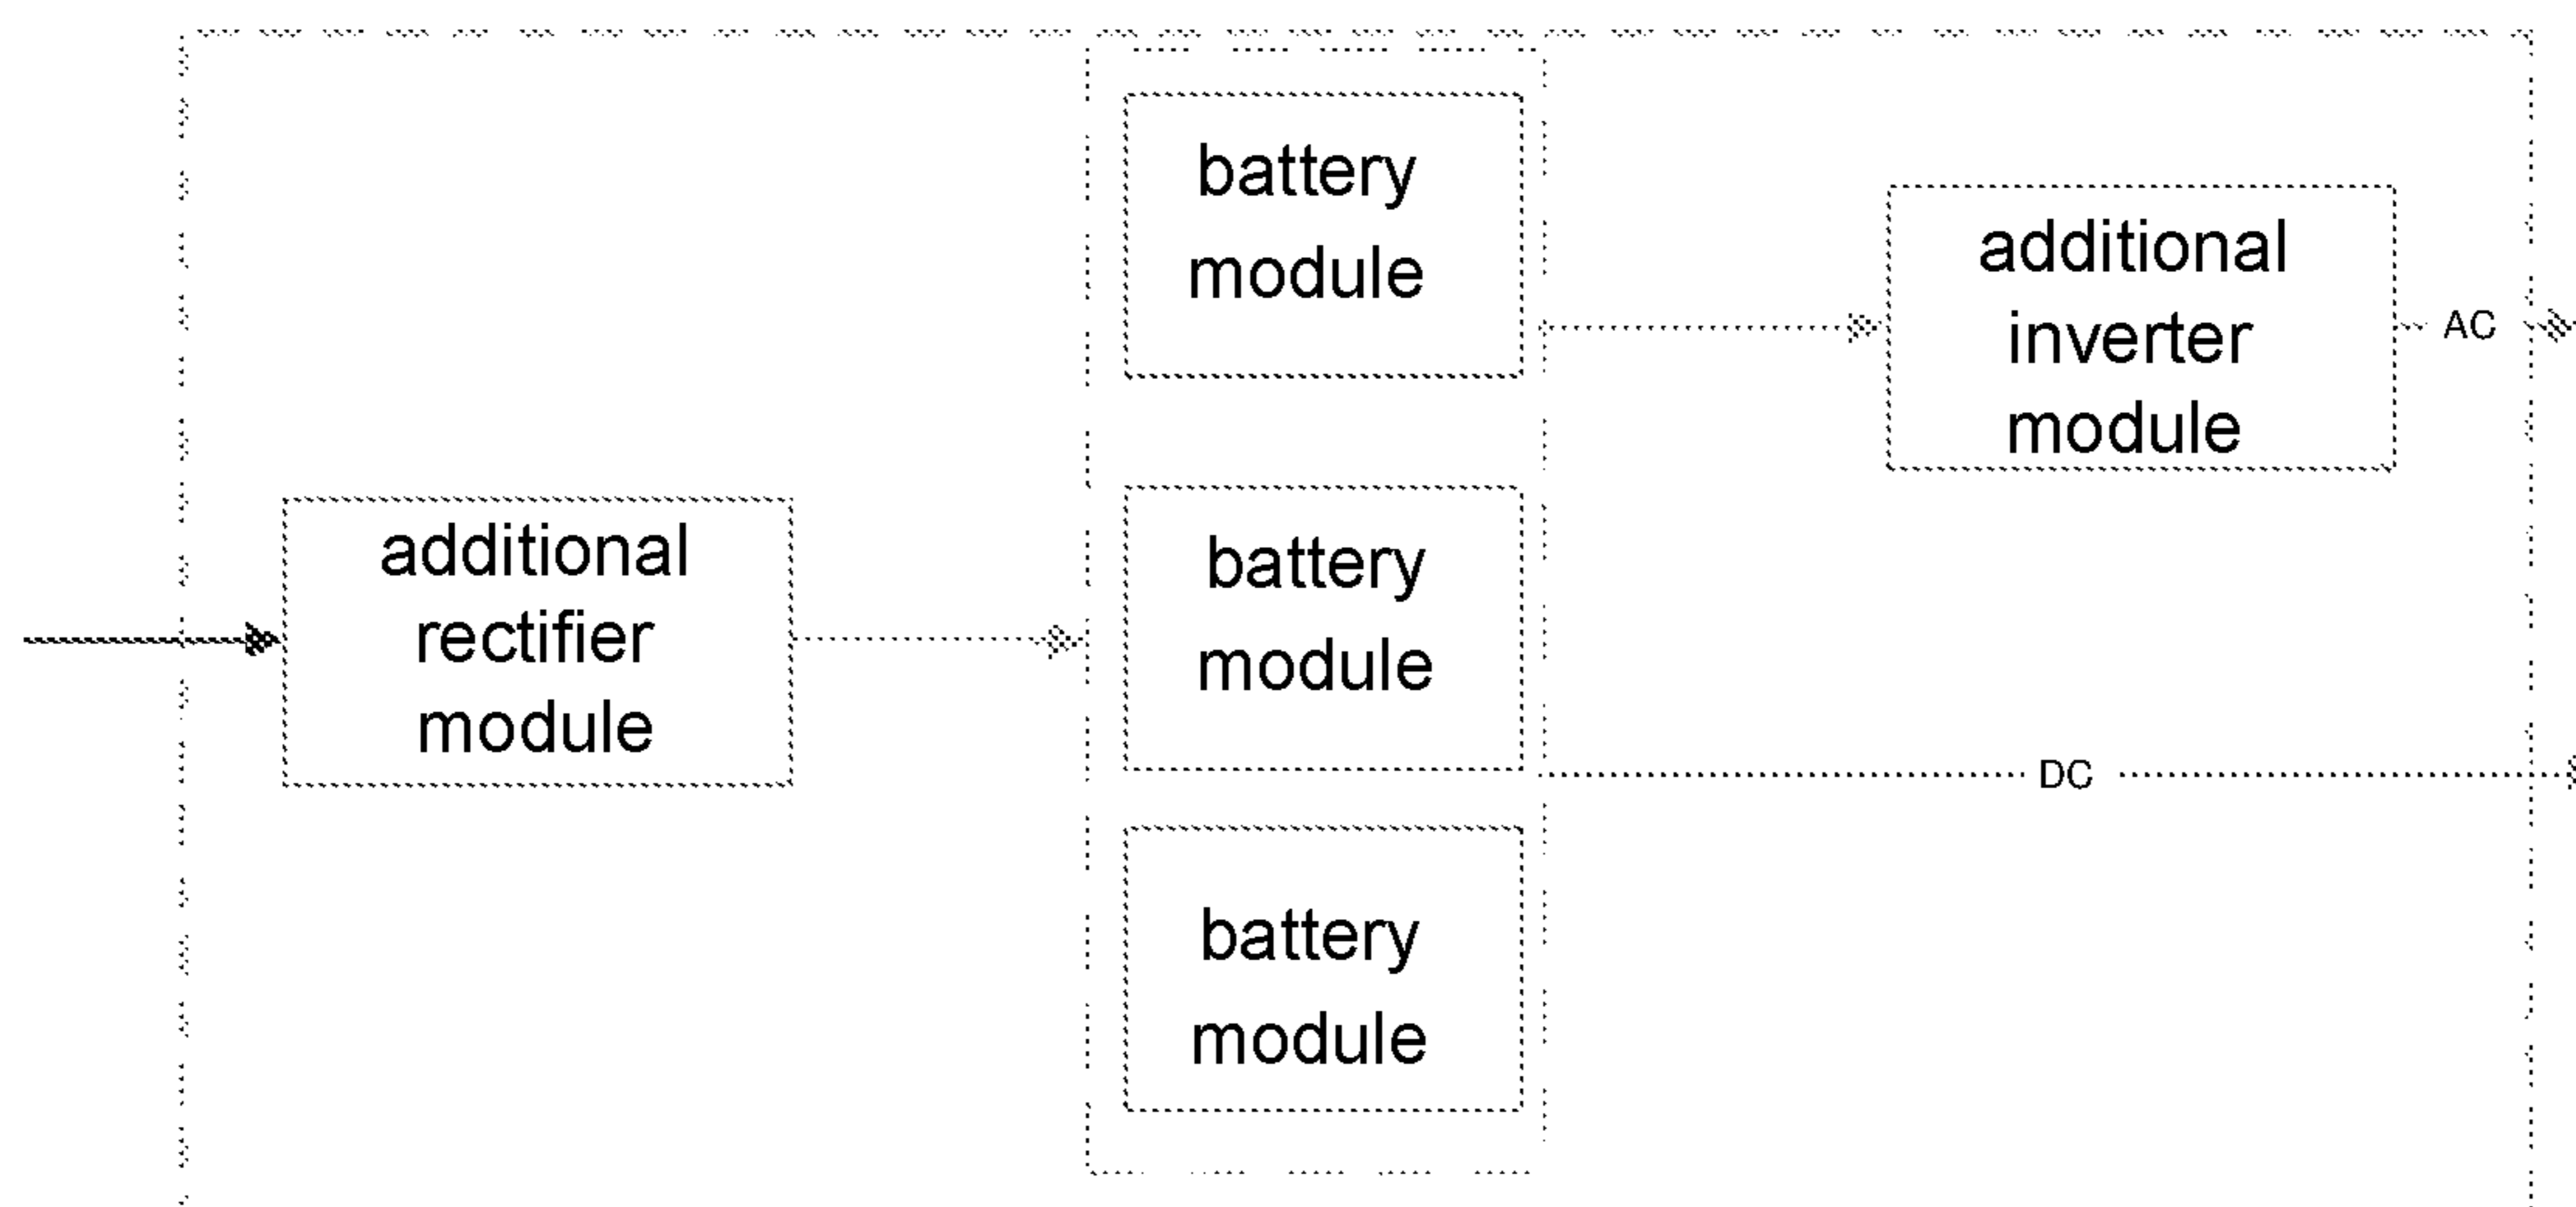 additional
rectifier
module
battery
module
battery
module
battery
module
additional
inverter
module
AC
DC